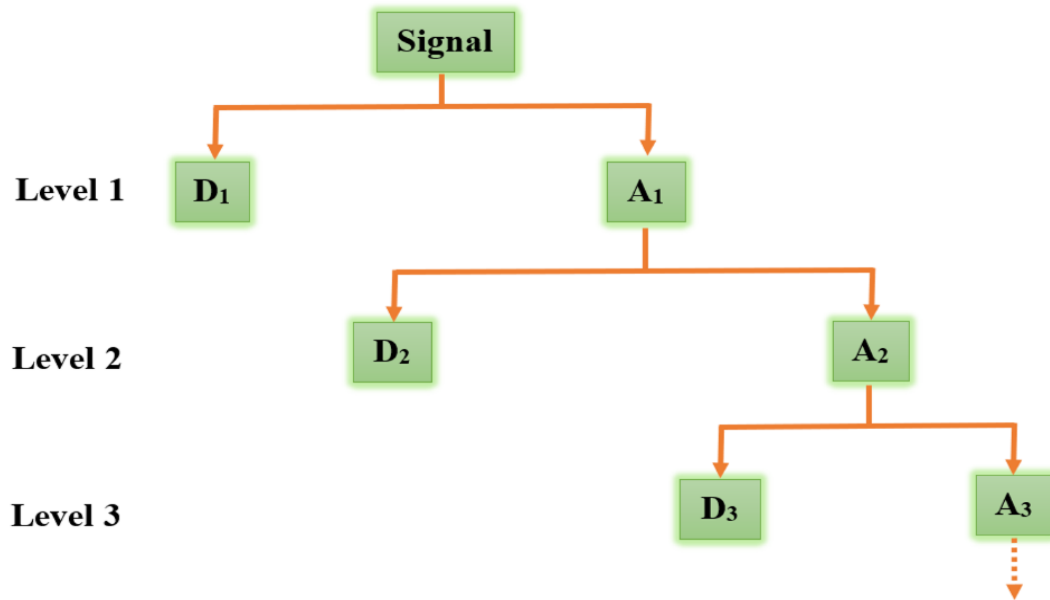 Signal
Level 1 D₁ A₁
Level 2 D₂ A₂
Level 3 D₃ A₃